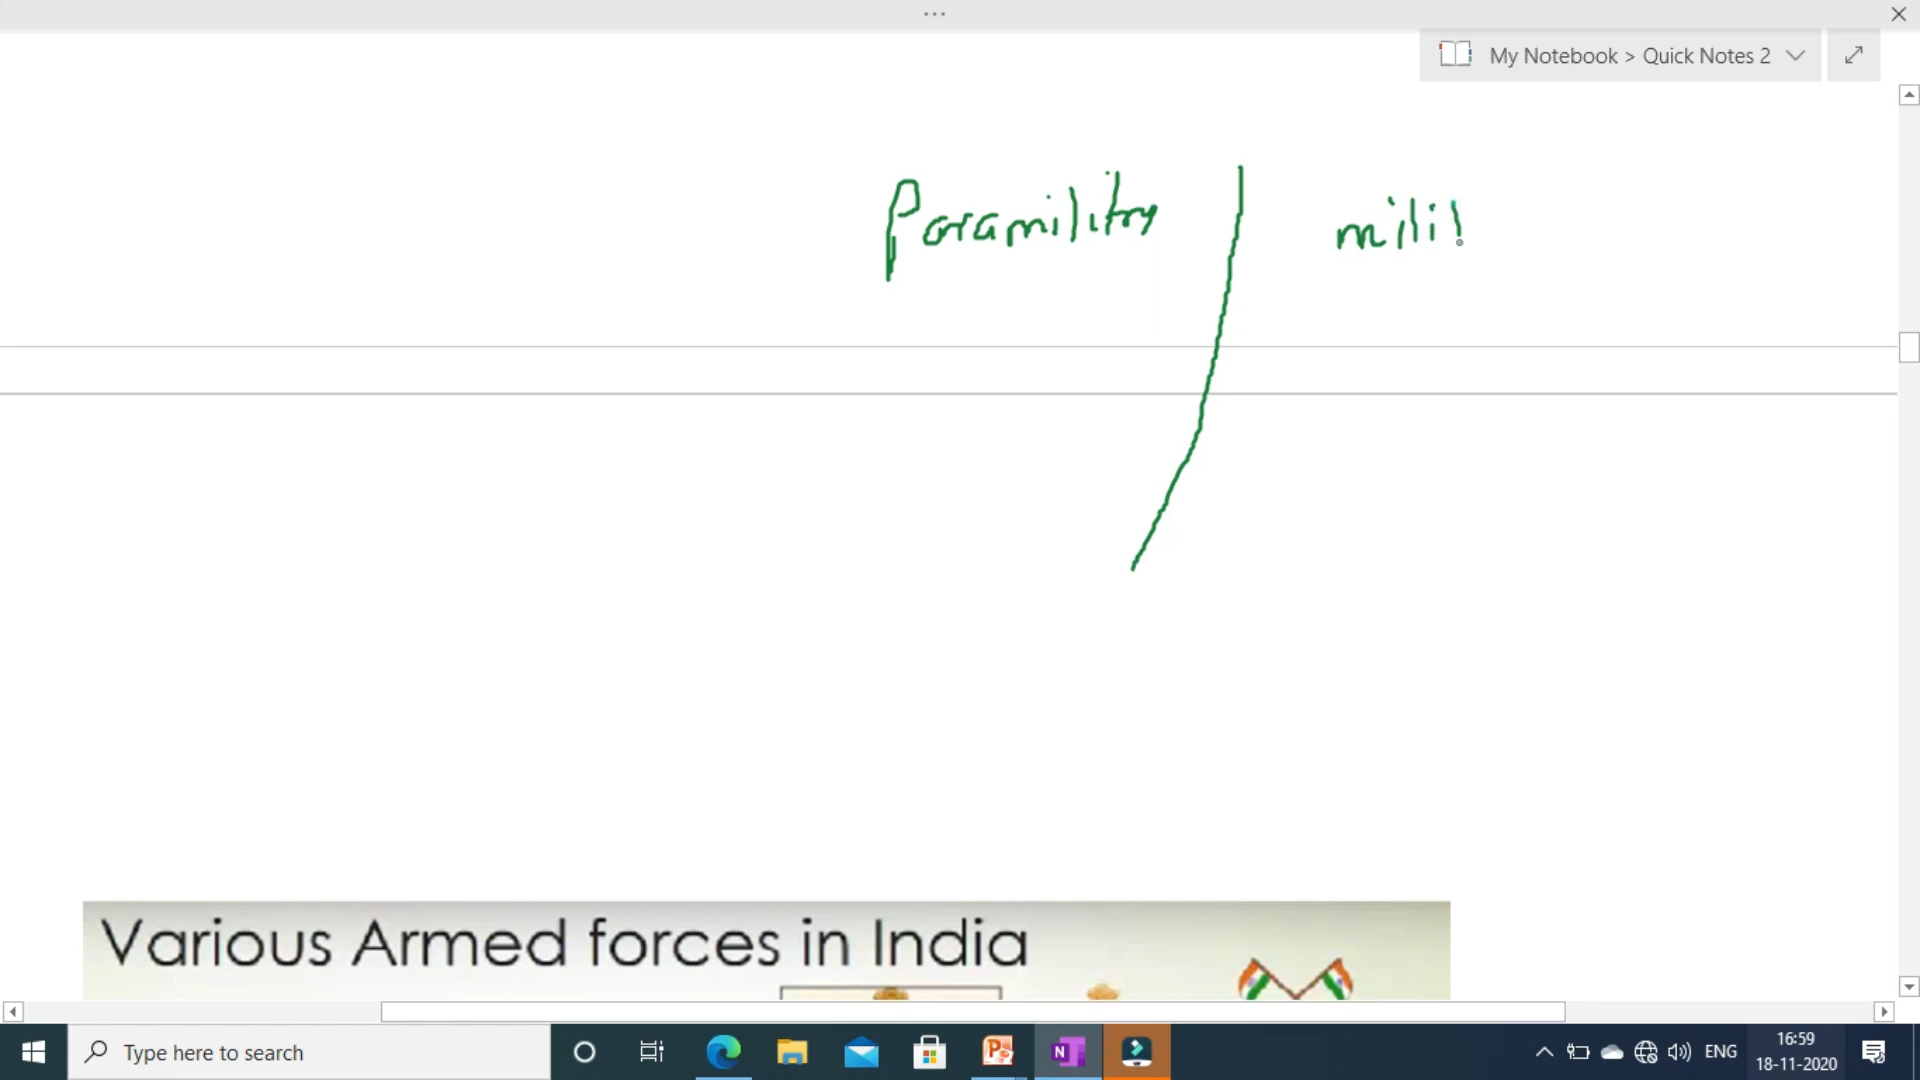 My Notebook > Quick Notes 2
Paramilitry milit
Various Armed forces in India
Type here to search
ENG
16:59
18-11-2020